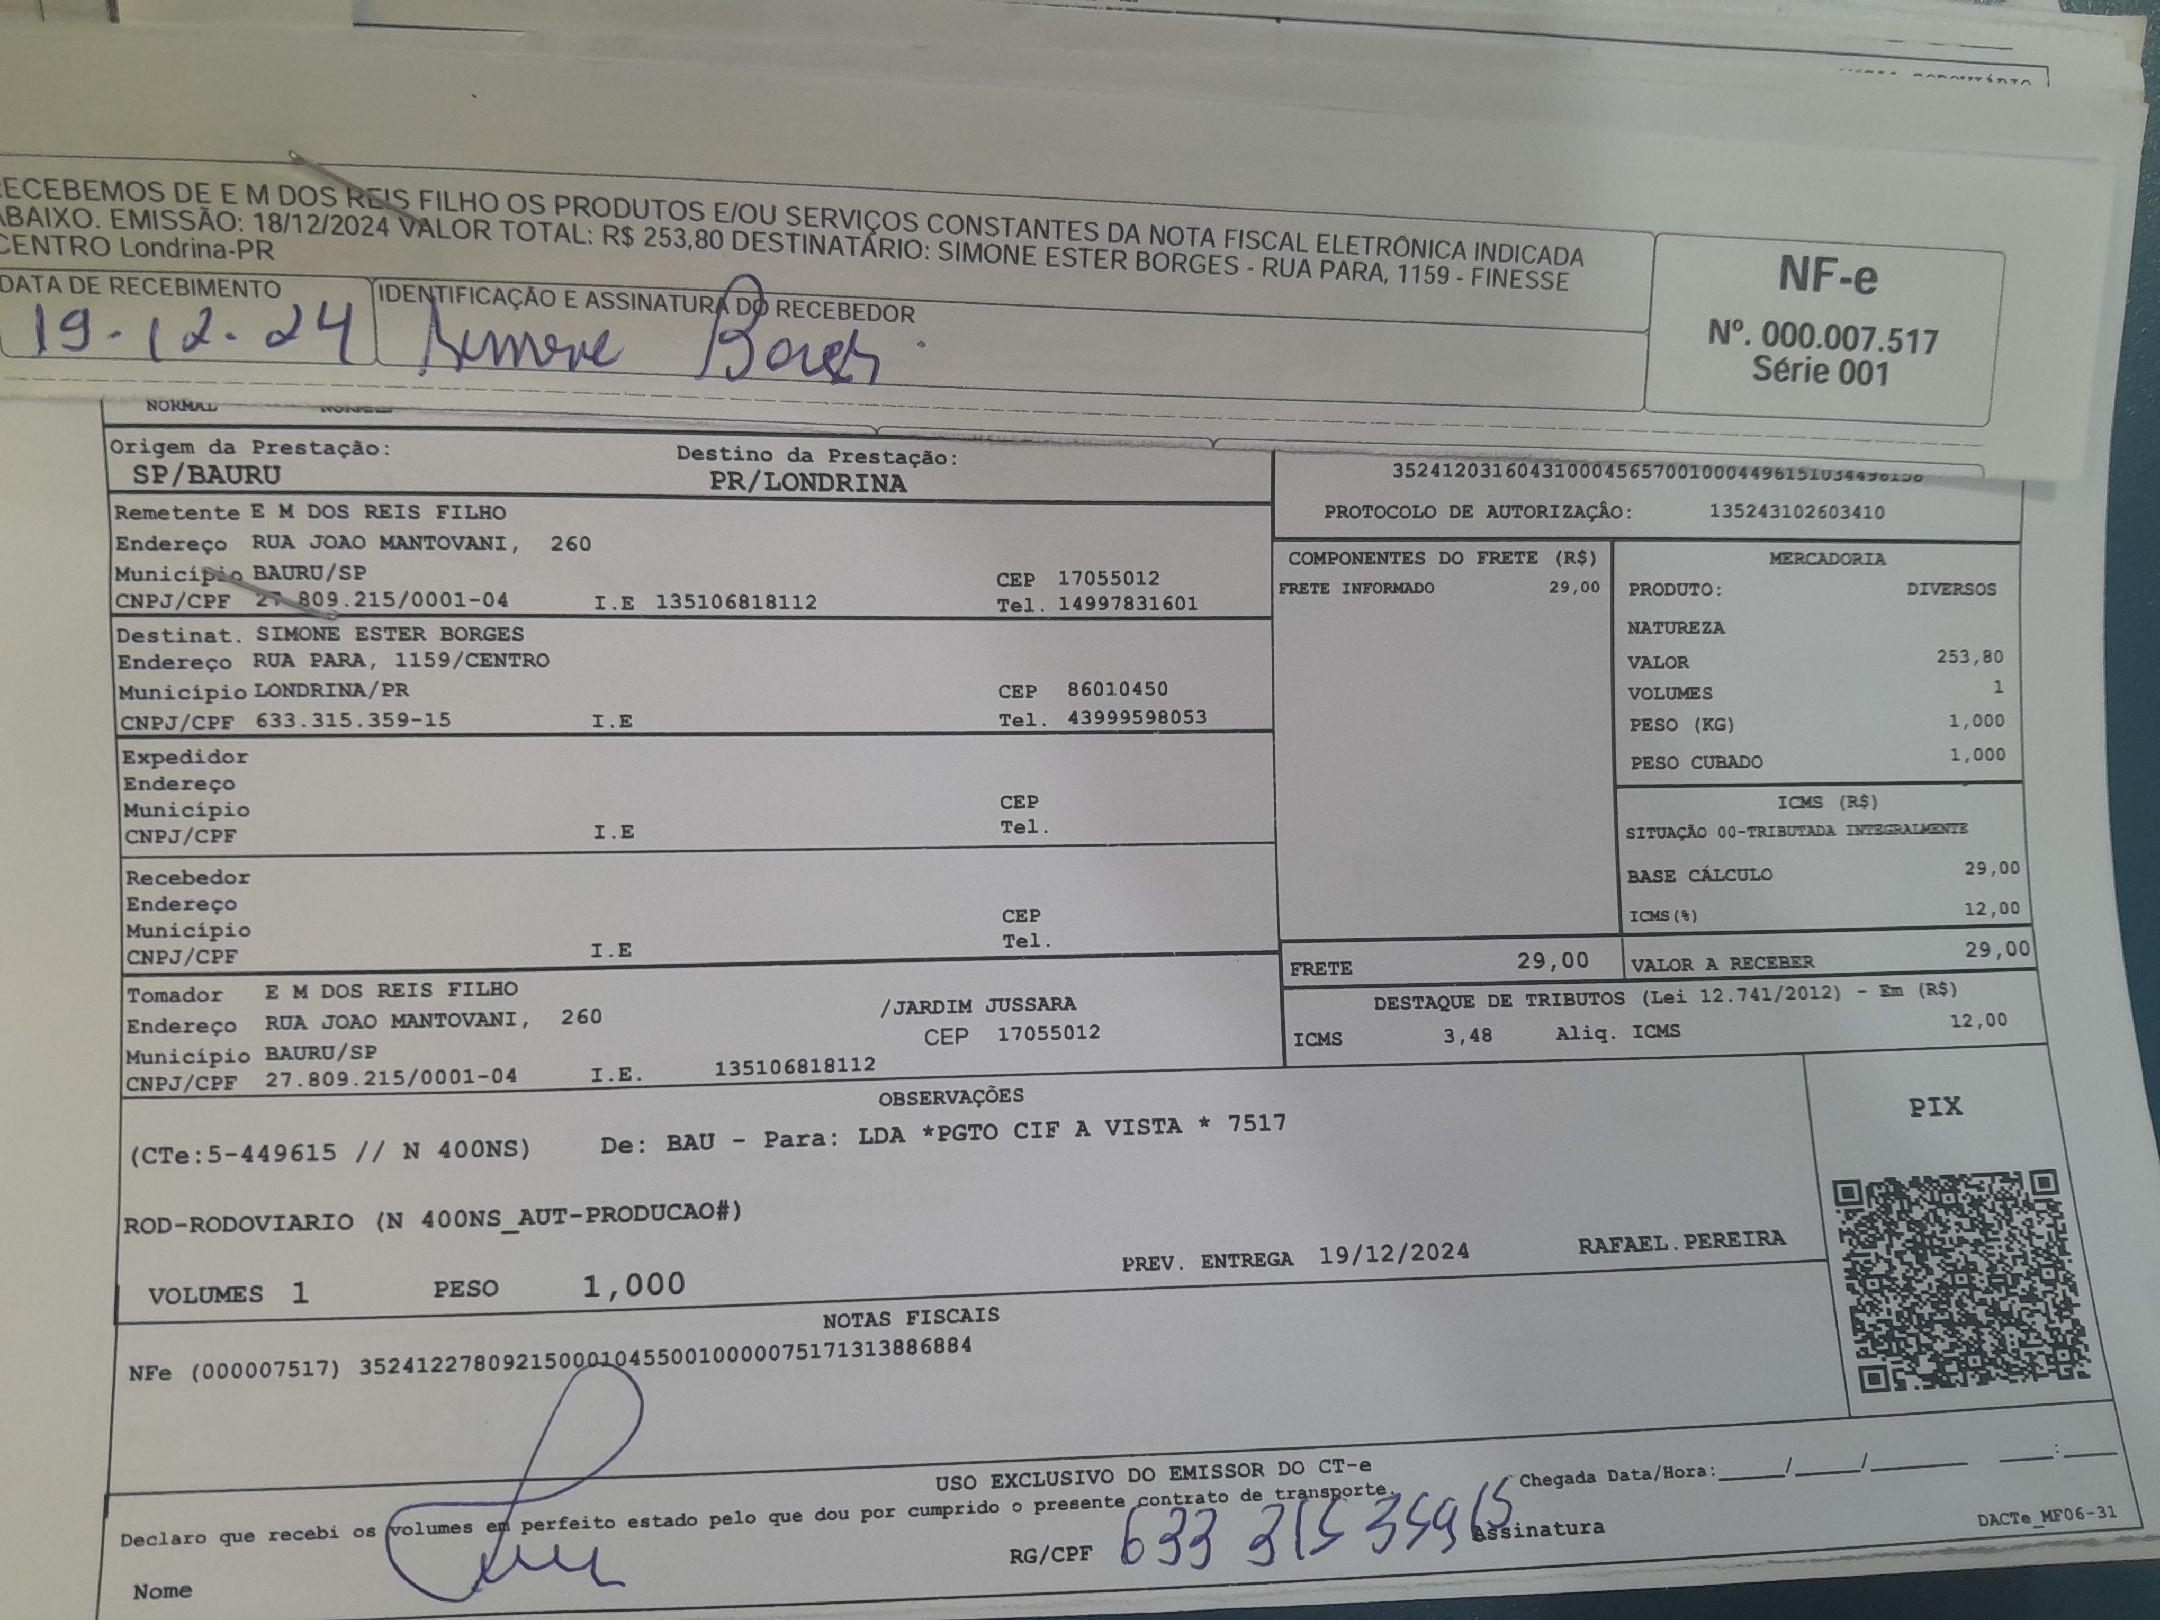 ECEBEMOS DE E M DOS REIS FILHO OS PRODUTOS E/OU SERVIÇOS CONSTANTES DA NOTA FISCAL ELETRÔNICA INDICADA
ABAIXO. EMISSÃO: 18/12/2024 VALOR TOTAL: R$ 253,80 DESTINATÁRIO: SIMONE ESTER BORGES - RUA PARA, 1159 - FINESSE
CENTRO Londrina-PR
NF-e
Nº. 000.007.517
Série 001
DATA DE RECEBIMENTO
19-12-24
IDENTIFICAÇÃO E ASSINATURA DO RECEBEDOR
Simone Borges
NORMAL
Origem da Prestação:
SP/BAURU
Destino da Prestação:
PR/LONDRINA
PROTOCOLO DE AUTORIZAÇÂO: 135243102603410
Remetente E M DOS REIS FILHO
Endereço RUA JOAO MANTOVANI, 260
Município BAURU/SP CEP 17055012
CNPJ/CPF 27.809.215/0001-04 I.E 135106818112 Tel. 14997831601
Destinat. SIMONE ESTER BORGES
Endereço RUA PARA, 1159/CENTRO
Município LONDRINA/PR CEP 86010450
CNPJ/CPF 633.315.359-15 I.E Tel. 43999598053
Expedidor
Endereço
Município CEP
CNPJ/CPF I.E Tel.
Recebedor
Endereço
Município CEP
CNPJ/CPF I.E Tel.
Tomador E M DOS REIS FILHO
Endereço RUA JOAO MANTOVANI, 260 /JARDIM JUSSARA
Município BAURU/SP CEP 17055012
CNPJ/CPF 27.809.215/0001-04 I.E. 135106818112
COMPONENTES DO FRETE (R$)
FRETE INFORMADO 29,00
MERCADORIA
PRODUTO: DIVERSOS
NATUREZA
VALOR 253,80
VOLUMES 1
PESO (KG) 1,000
PESO CUBADO 1,000
ICMS (R$)
SITUAÇÃO 00-TRIBUTADA INTEGRALMENTE
BASE CÁLCULO 29,00
ICMS(%) 12,00
FRETE 29,00
VALOR A RECEBER 29,00
DESTAQUE DE TRIBUTOS (Lei 12.741/2012) - Em (R$)
ICMS 3,48 Aliq. ICMS 12,00
OBSERVAÇÕES
(CTe:5-449615 // N 400NS) De: BAU - Para: LDA *PGTO CIF A VISTA * 7517
ROD-RODOVIARIO (N 400NS_AUT-PRODUCAO#)
PREV. ENTREGA 19/12/2024 RAFAEL.PEREIRA
VOLUMES 1 PESO 1,000
PIX
NOTAS FISCAIS
NFe (000007517) 35241227809215000104550010000075171313886884
USO EXCLUSIVO DO EMISSOR DO CT-e
Declaro que recebi os volumes em perfeito estado pelo que dou por cumprido o presente contrato de transporte.
Chegada Data/Hora:_____/_____/________ ___:____
Nome
RG/CPF 633 315 359 15
Assinatura
DACTe_MF06-31